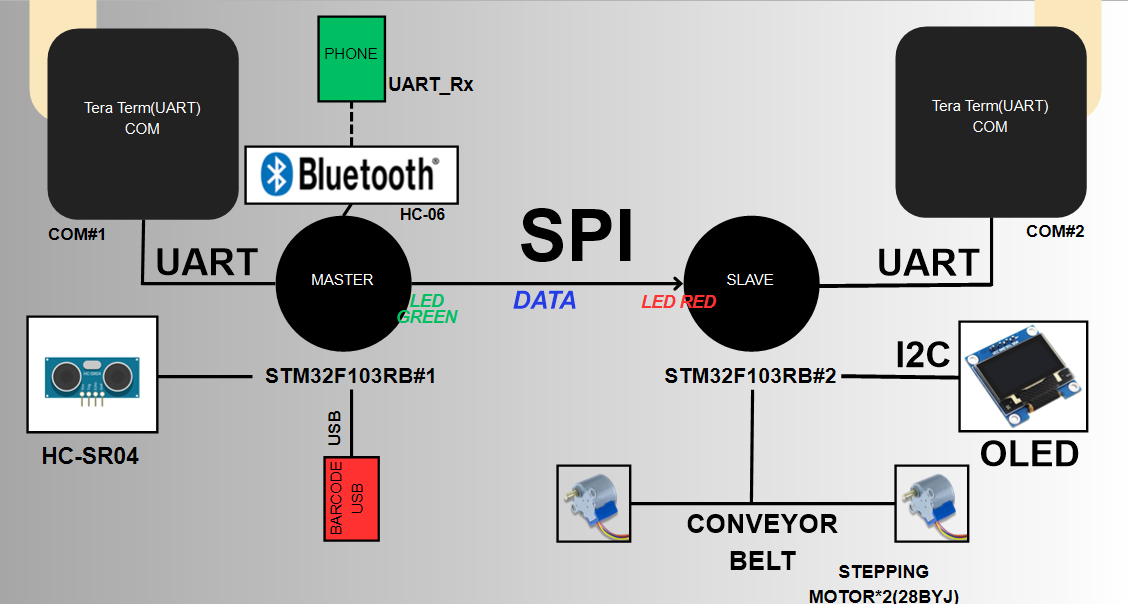 PHONE
UART_Rx
Tera Term(UART)
COM
Tera Term(UART)
COM
Bluetooth®
HC-06
COM#1
COM#2
SPI
UART
UART
MASTER
SLAVE
LED
GREEN
DATA
LED RED
STM32F103RB#1
STM32F103RB#2
I2C
HC-SR04
USB
OLED
BARCODE
USB
CONVEYOR
BELT
STEPPING
MOTOR*2(28BYJ)